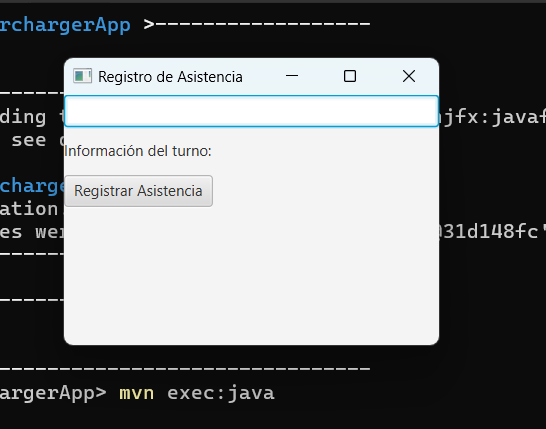 rchargerApp >------------------
Registro de Asistencia
ding
njfx:javaf
see
Información del turno:
charge
Registrar Asistencia
ation
es wer
@31d148fc'
argerApp> mvn exec:java